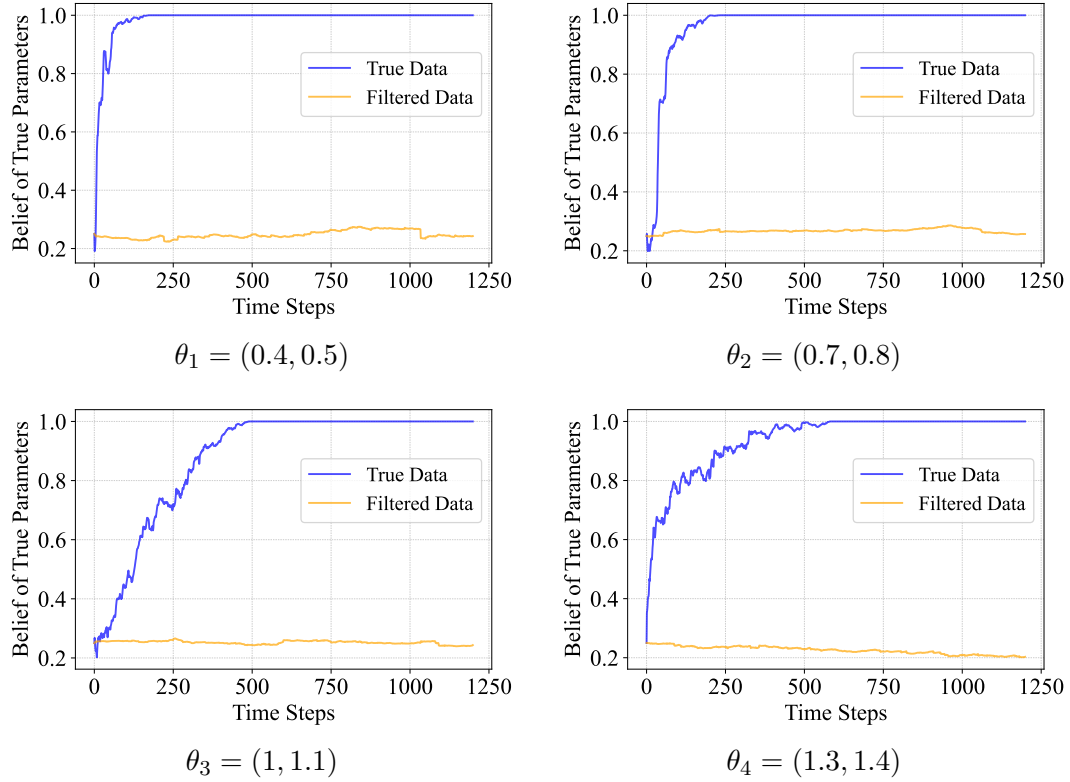 Belief of True Parameters
1.0
0.8
0.6
0.4
0.2
True Data
Filtered Data
0 250 500 750 1000 1250
Time Steps
θ₁ = (0.4, 0.5)
Belief of True Parameters
1.0
0.8
0.6
0.4
0.2
True Data
Filtered Data
0 250 500 750 1000 1250
Time Steps
θ₂ = (0.7, 0.8)
Belief of True Parameters
1.0
0.8
0.6
0.4
0.2
True Data
Filtered Data
0 250 500 750 1000 1250
Time Steps
θ₃ = (1, 1.1)
Belief of True Parameters
1.0
0.8
0.6
0.4
0.2
True Data
Filtered Data
0 250 500 750 1000 1250
Time Steps
θ₄ = (1.3, 1.4)